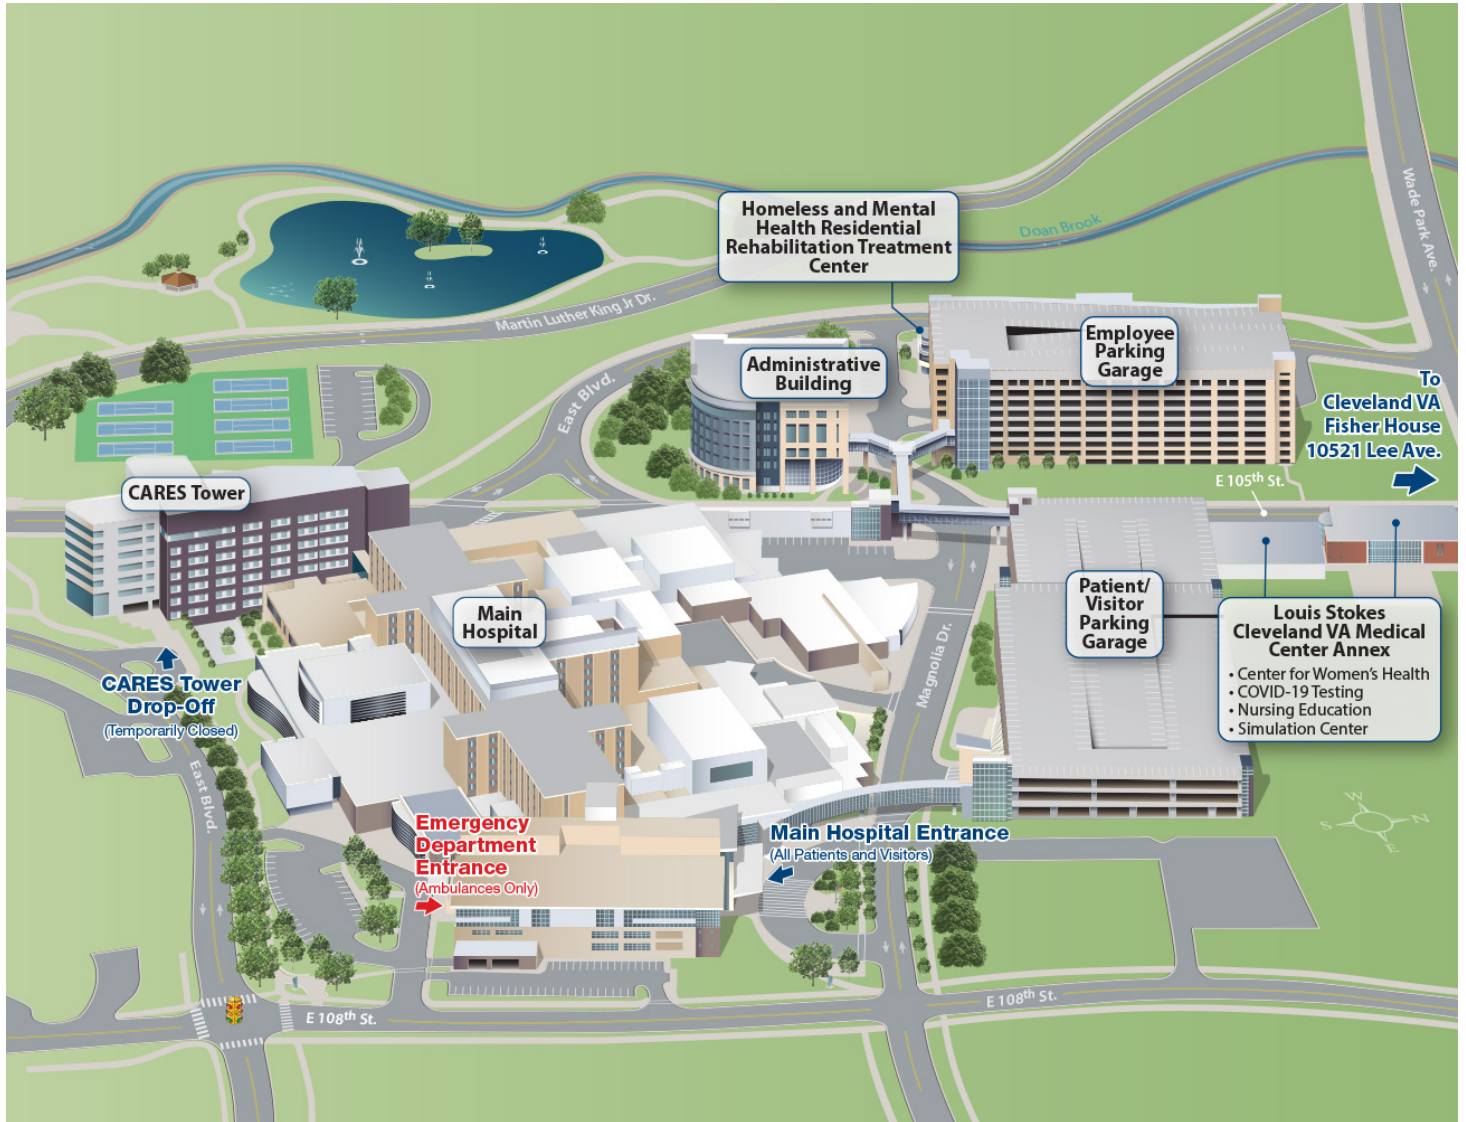 Homeless and Mental
Health Residential
Rehabilitation Treatment
Center
Doan Brook
Wade Park Ave.
Martin Luther King Jr Dr.
Employee
Parking
Garage
Administrative
Building
East Blvd.
To
Cleveland VA
Fisher House
10521 Lee Ave.
E 105th St.
CARES Tower
Main
Hospital
Patient/
Visitor
Parking
Garage
Louis Stokes
Cleveland VA Medical
Center Annex
• Center for Women's Health
• COVID-19 Testing
• Nursing Education
• Simulation Center
Magnolia Dr.
CARES Tower
Drop-Off
(Temporarily Closed)
East Blvd.
Emergency
Department
Entrance
(Ambulances Only)
Main Hospital Entrance
(All Patients and Visitors)
W
S
N
E
E 108th St.
E 108th St.